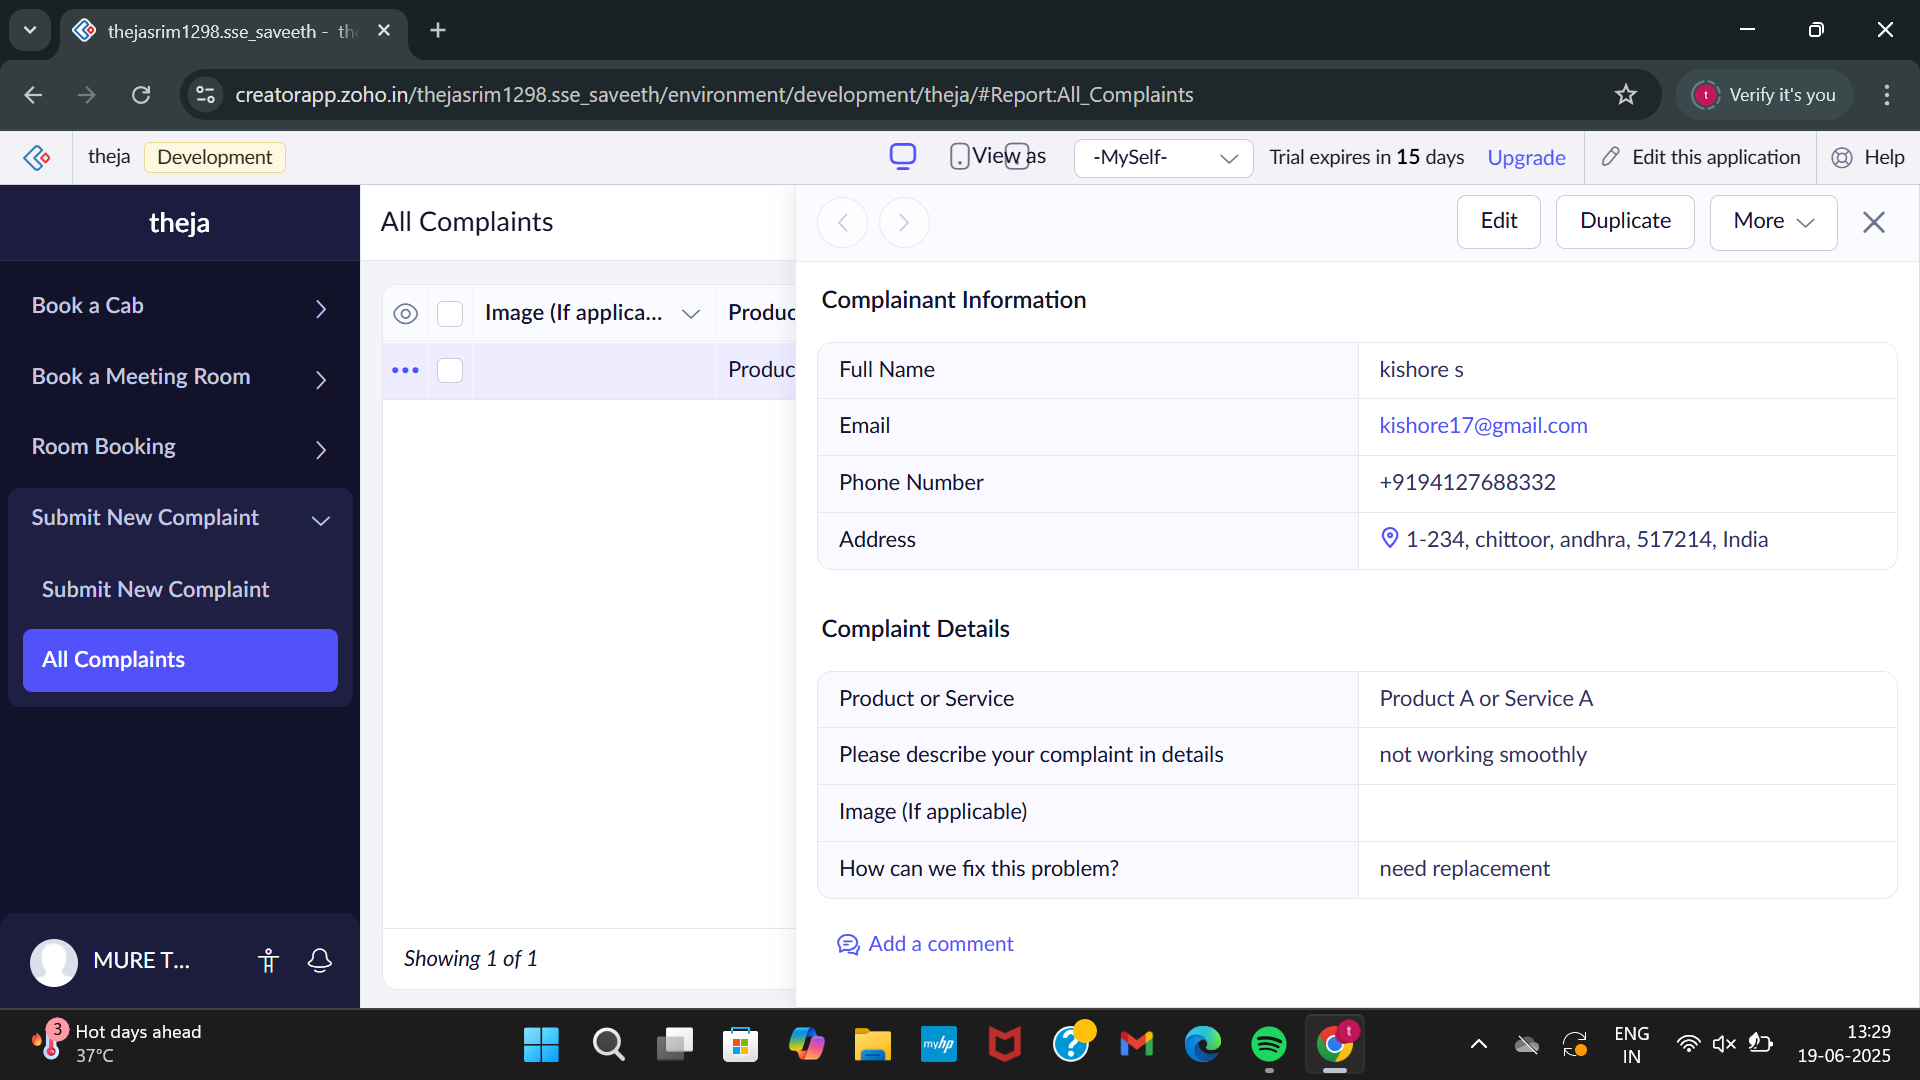 thejasrim1298.sse_saveeth - the
creatorapp.zoho.in/thejasrim1298.sse_saveeth/environment/development/theja/#Report:All_Complaints
t
Verify it's you
theja
Development
View as
-MySelf-
Trial expires in 15 days
Upgrade
Edit this application
Help
theja
Book a Cab
Book a Meeting Room
Room Booking
Submit New Complaint
Submit New Complaint
All Complaints
MURE T...
All Complaints
Image (If applica...
Produc
Produc
Showing 1 of 1
Edit
Duplicate
More
Complainant Information
Full Name
kishore s
Email
kishore17@gmail.com
Phone Number
+9194127688332
Address
1-234, chittoor, andhra, 517214, India
Complaint Details
Product or Service
Product A or Service A
Please describe your complaint in details
not working smoothly
Image (If applicable)
How can we fix this problem?
need replacement
Add a comment
3
Hot days ahead
37°C
myhp
t
ENG
IN
13:29
19-06-2025